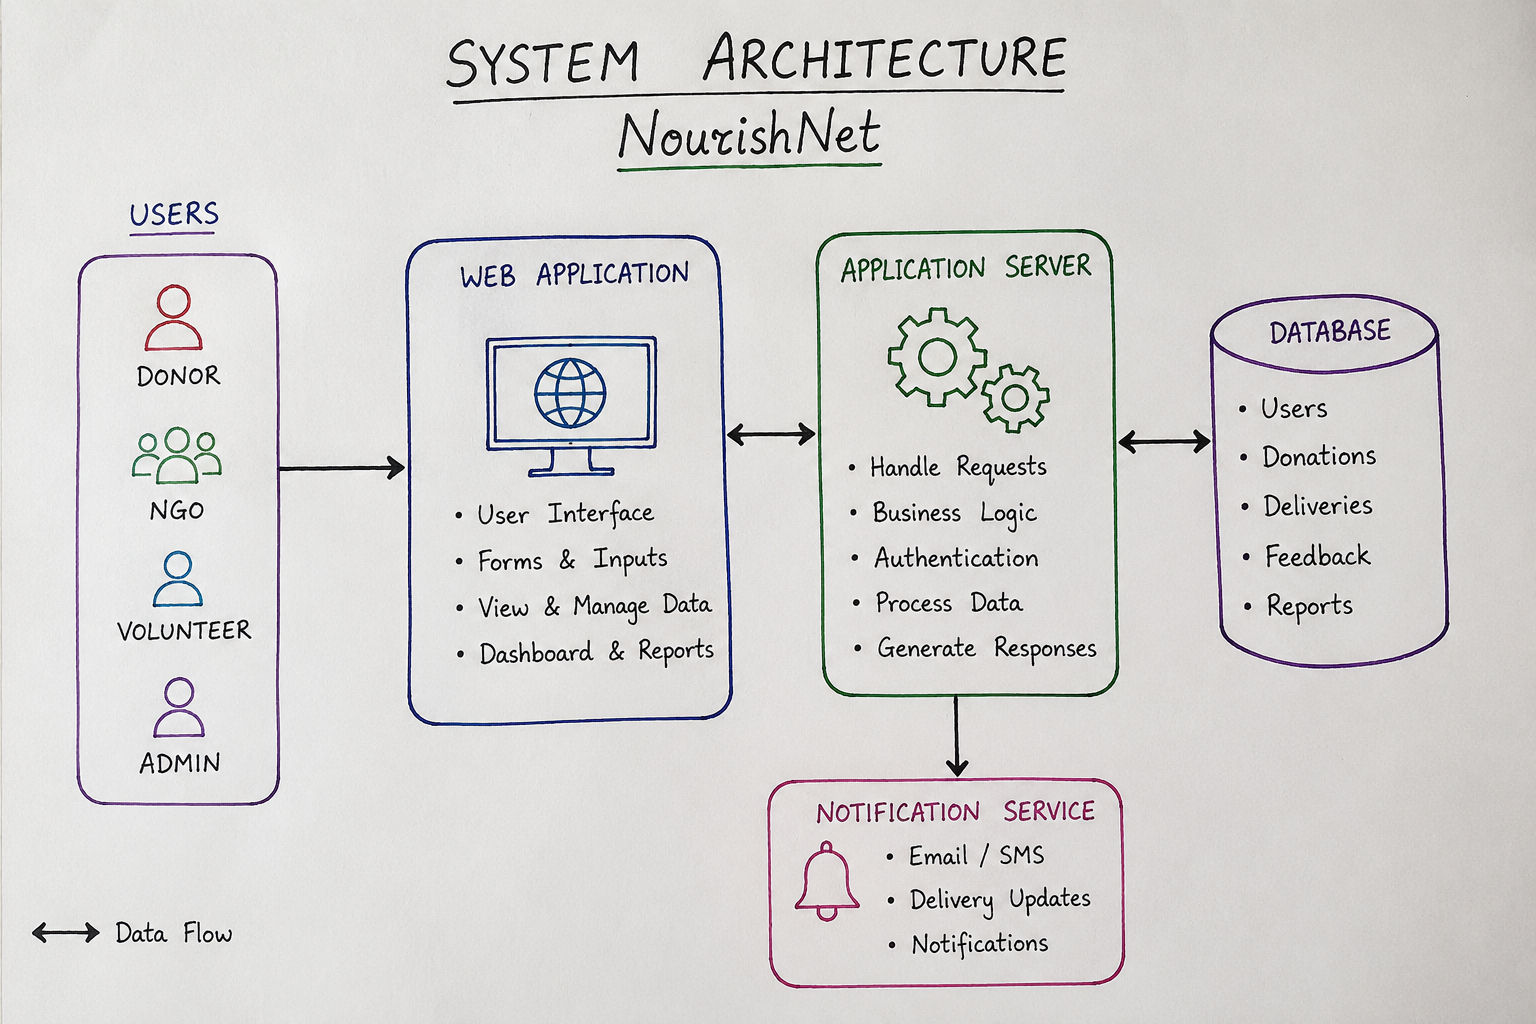 SYSTEM ARCHITECTURE
NourishNet
USERS
DONOR
NGO
VOLUNTEER
ADMIN
WEB APPLICATION
• User Interface
• Forms & Inputs
• View & Manage Data
• Dashboard & Reports
APPLICATION SERVER
• Handle Requests
• Business Logic
• Authentication
• Process Data
• Generate Responses
DATABASE
• Users
• Donations
• Deliveries
• Feedback
• Reports
NOTIFICATION SERVICE
• Email / SMS
• Delivery Updates
• Notifications
Data Flow